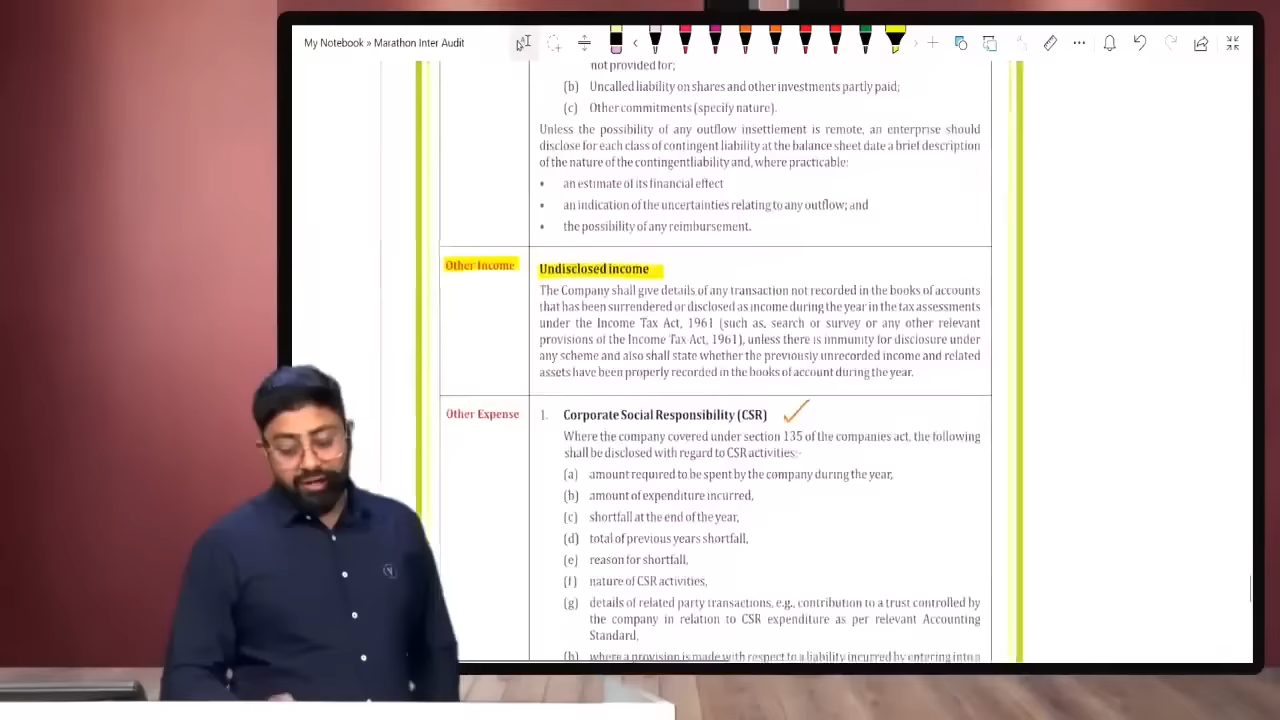 My Notebook » Marathon Inter Audit
not provided for;
(b) Uncalled liability on shares and other investments partly paid;
(c) Other commitments (specify nature).
Unless the possibility of any outflow insettlement is remote, an enterprise should
disclose for each class of contingent liability at the balance sheet date a brief description
of the nature of the contingentliability and, where practicable:
• an estimate of its financial effect
• an indication of the uncertainties relating to any outflow; and
• the possibility of any reimbursement.
Other Income
Undisclosed income
The Company shall give details of any transaction not recorded in the books of accounts
that has been surrendered or disclosed as income during the year in the tax assessments
under the Income Tax Act, 1961 (such as, search or survey or any other relevant
provisions of the Income Tax Act, 1961), unless there is immunity for disclosure under
any scheme and also shall state whether the previously unrecorded income and related
assets have been properly recorded in the books of account during the year.
Other Expense
1. Corporate Social Responsibility (CSR)
Where the company covered under section 135 of the companies act, the following
shall be disclosed with regard to CSR activities:-
(a) amount required to be spent by the company during the year,
(b) amount of expenditure incurred,
(c) shortfall at the end of the year,
(d) total of previous years shortfall,
(e) reason for shortfall,
(f) nature of CSR activities,
(g) details of related party transactions, e.g., contribution to a trust controlled by
the company in relation to CSR expenditure as per relevant Accounting
Standard,
(h) where a provision is made with respect to a liability incurred by entering into a